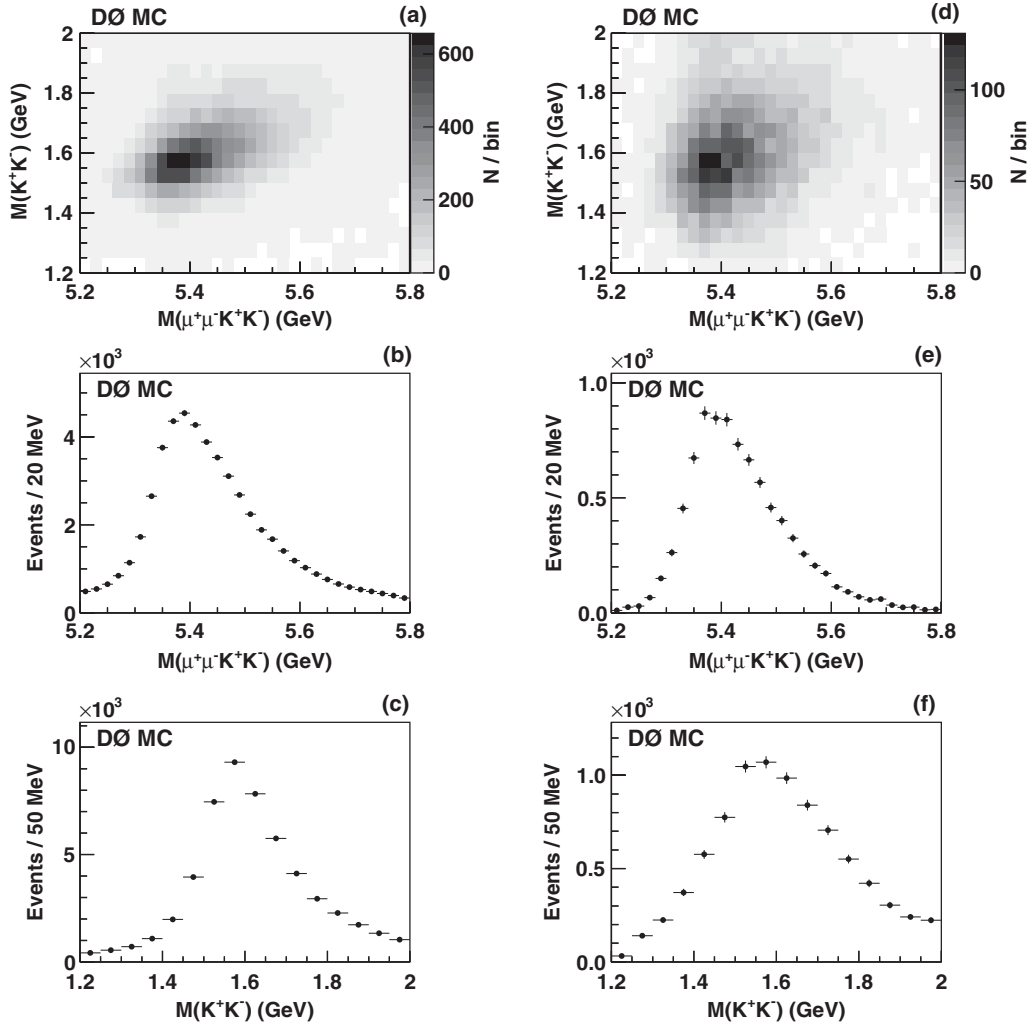 DØ MC (a)
M(K⁺K⁻) (GeV)
2
1.8
1.6
1.4
1.2
5.2 5.4 5.6 5.8
M(μ⁺μ⁻K⁺K⁻) (GeV)
600
400
200
0
N / bin
DØ MC (d)
M(K⁺K⁻) (GeV)
2
1.8
1.6
1.4
1.2
5.2 5.4 5.6 5.8
M(μ⁺μ⁻K⁺K⁻) (GeV)
100
50
0
N / bin
×10³ (b)
DØ MC
Events / 20 MeV
4
2
0
5.2 5.4 5.6 5.8
M(μ⁺μ⁻K⁺K⁻) (GeV)
×10³ (e)
DØ MC
Events / 20 MeV
1.0
0.5
0.0
5.2 5.4 5.6 5.8
M(μ⁺μ⁻K⁺K⁻) (GeV)
×10³ (c)
DØ MC
Events / 50 MeV
10
5
0
1.2 1.4 1.6 1.8 2
M(K⁺K⁻) (GeV)
×10³ (f)
DØ MC
Events / 50 MeV
1.0
0.5
0.0
1.2 1.4 1.6 1.8 2
M(K⁺K⁻) (GeV)